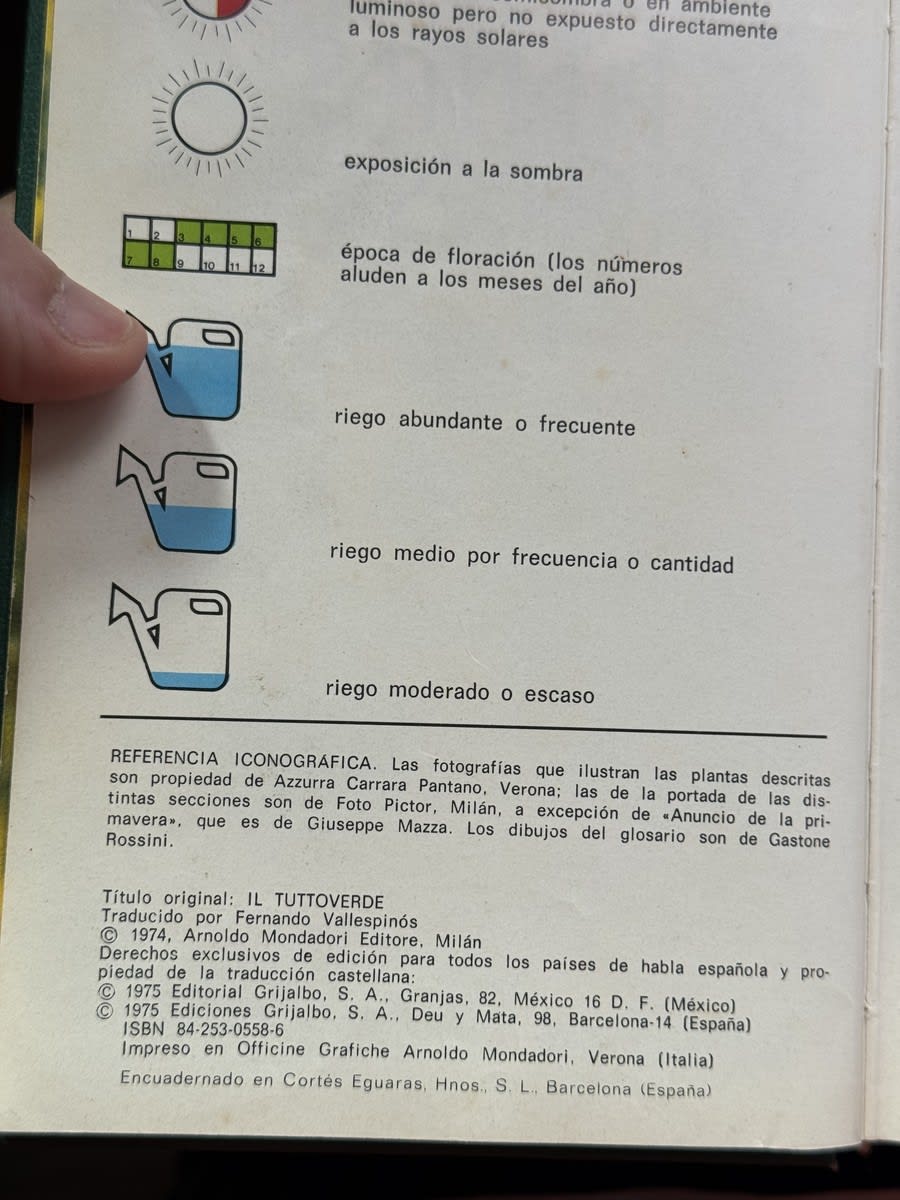 o en ambiente
luminoso pero no expuesto directamente
a los rayos solares
exposición a la sombra
1 2 3 4 5 6
7 8 9 10 11 12
época de floración (los números
aluden a los meses del año)
riego abundante o frecuente
riego medio por frecuencia o cantidad
riego moderado o escaso
REFERENCIA ICONOGRÁFICA. Las fotografías que ilustran las plantas descritas
son propiedad de Azzurra Carrara Pantano, Verona; las de la portada de las dis-
tintas secciones son de Foto Pictor, Milán, a excepción de «Anuncio de la pri-
mavera», que es de Giuseppe Mazza. Los dibujos del glosario son de Gastone
Rossini.
Título original: IL TUTTOVERDE
Traducido por Fernando Vallespinós
© 1974, Arnoldo Mondadori Editore, Milán
Derechos exclusivos de edición para todos los países de habla española y pro-
piedad de la traducción castellana:
© 1975 Editorial Grijalbo, S. A., Granjas, 82, México 16 D. F. (México)
© 1975 Ediciones Grijalbo, S. A., Deu y Mata, 98, Barcelona-14 (España)
ISBN 84-253-0558-6
Impreso en Officine Grafiche Arnoldo Mondadori, Verona (Italia)
Encuadernado en Cortés Eguaras, Hnos., S. L., Barcelona (España)